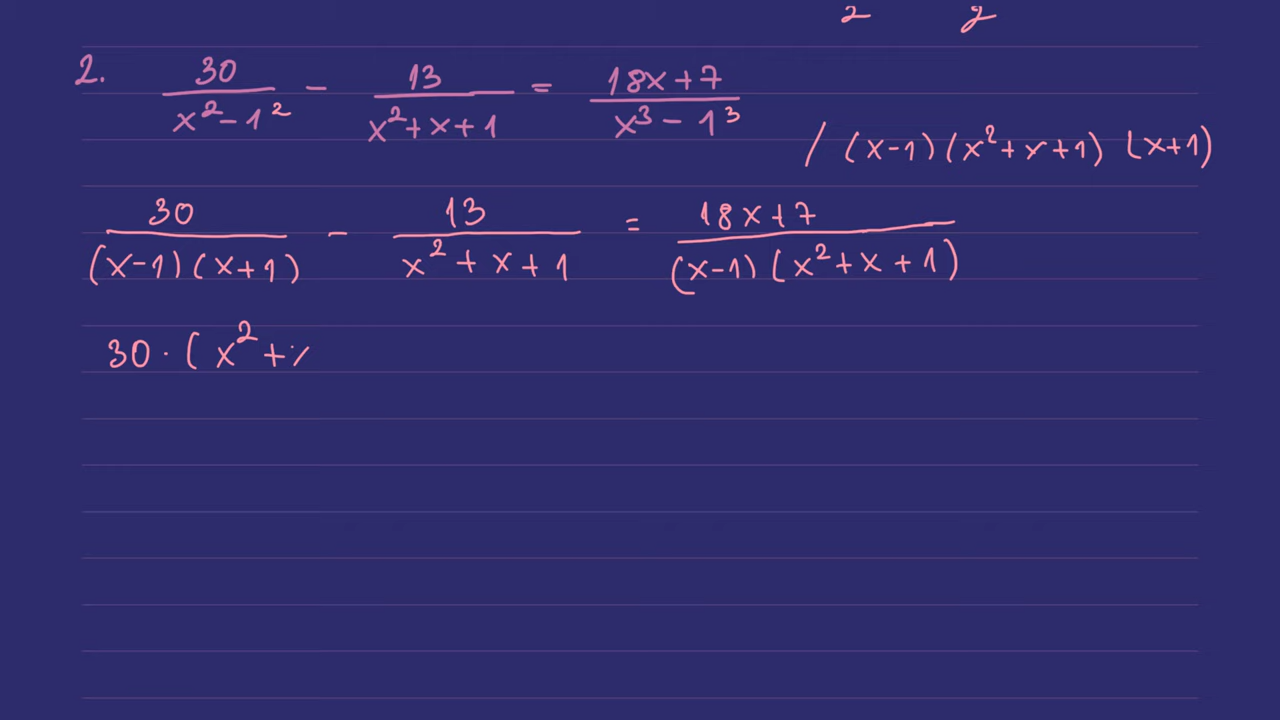 2 2
2. 30/(x² - 1²) - 13/(x² + x + 1) = (18x + 7)/(x³ - 1³)
/ (x-1)(x² + x + 1)(x+1)
30/((x-1)(x+1)) - 13/(x² + x + 1) = (18x + 7)/((x-1)(x² + x + 1))
30 · (x² +